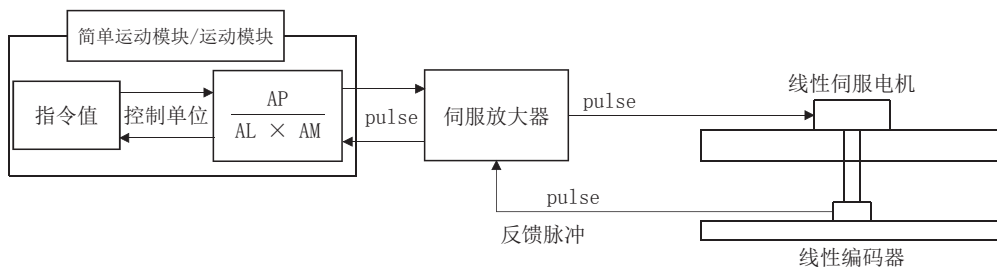 简单运动模块/运动模块
指令值
控制单位
AP
AL × AM
pulse
伺服放大器
pulse
线性伺服电机
pulse
反馈脉冲
线性编码器